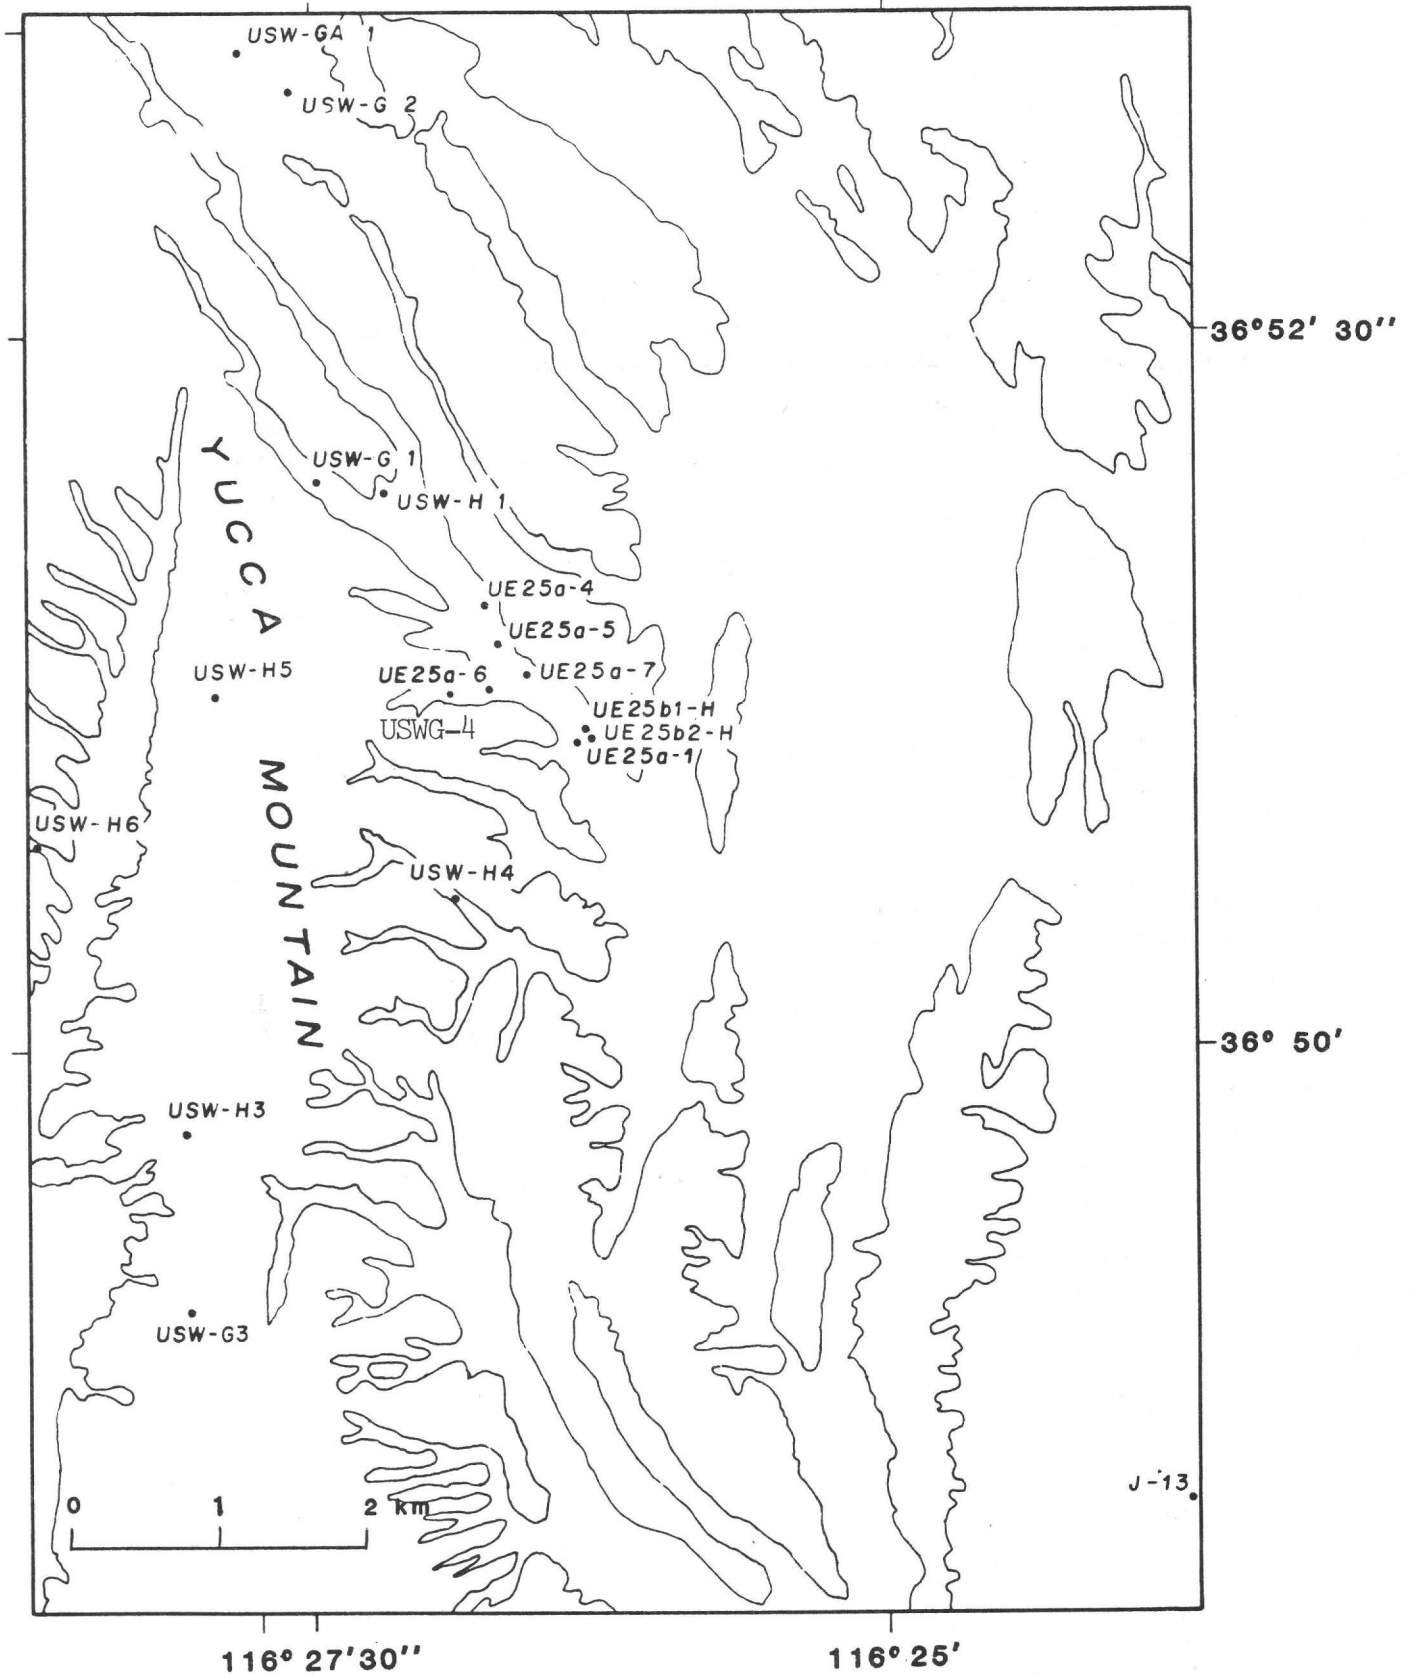 USW-GA 1
USW-G 2
36°52' 30"
YUCCA MOUNTAIN
USW-G 1
USW-H 1
UE25a-4
UE25a-5
USW-H5
UE25a-6
UE25a-7
UE25b1-H
USWG-4
UE25b2-H
UE25a-1
USW-H6
USW-H4
36° 50'
USW-H3
USW-G3
J-13
0 1 2 km
116° 27'30"
116° 25'